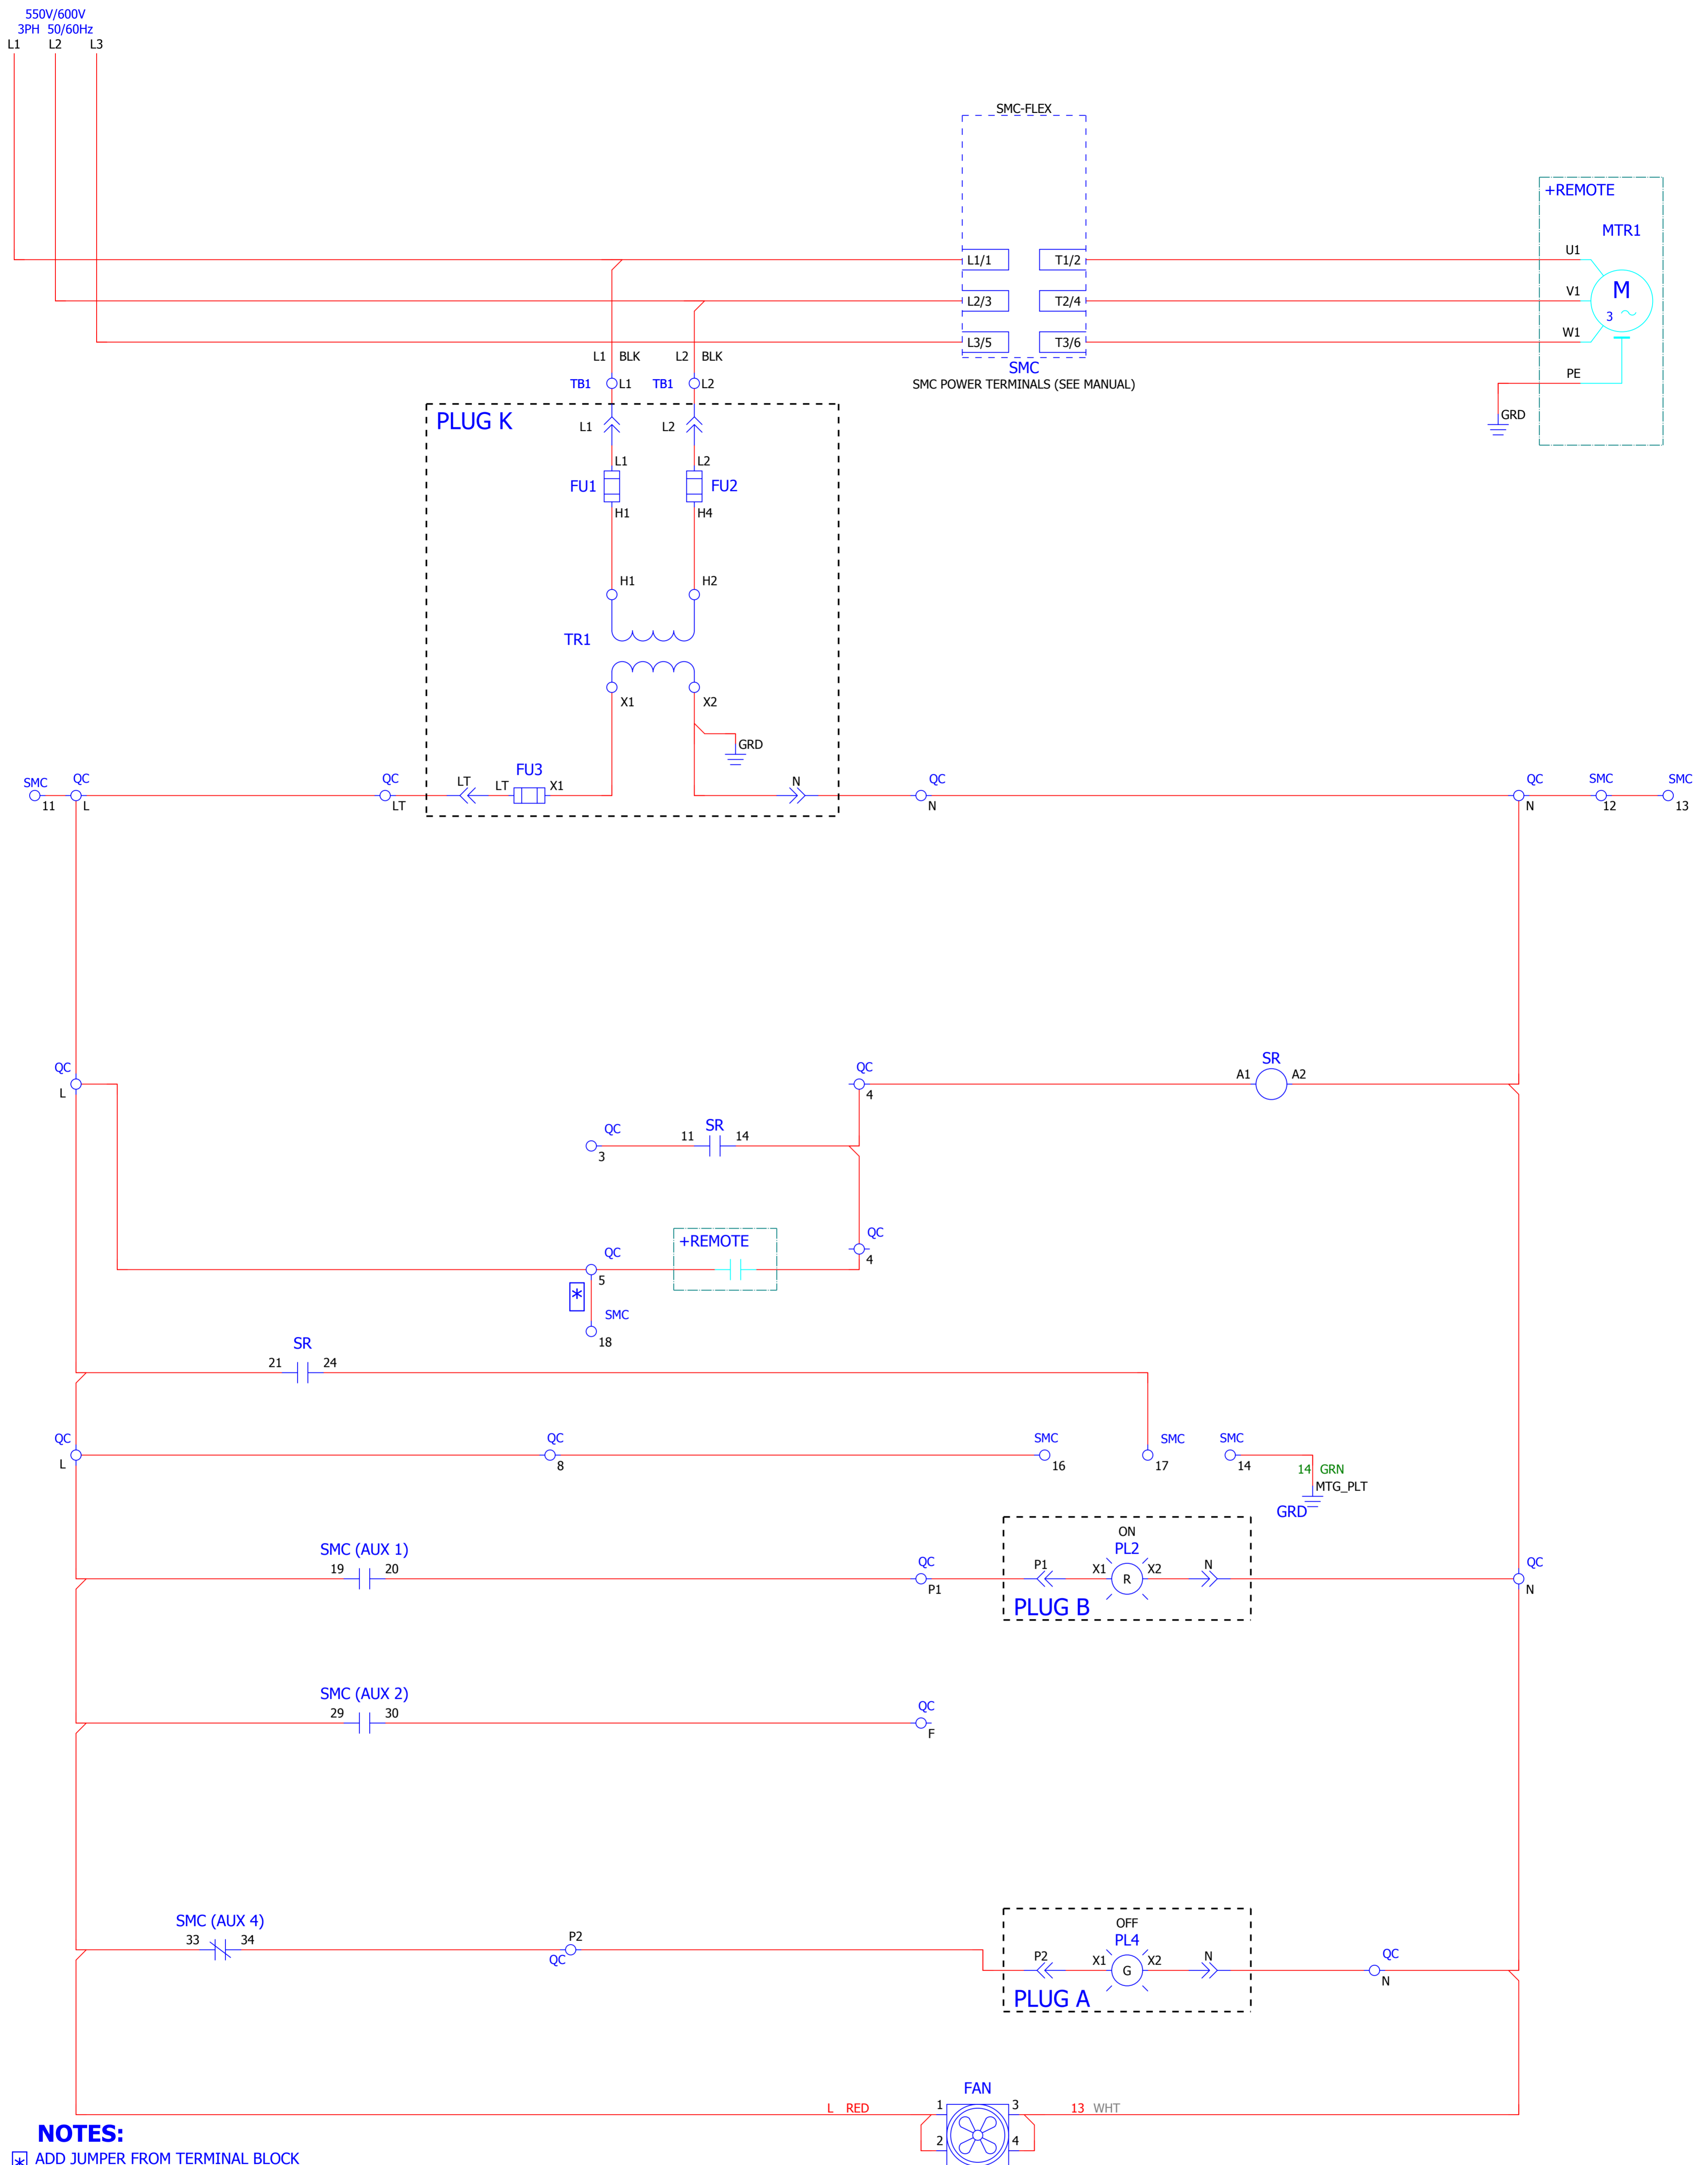 550V/600V
3PH 50/60Hz
L1 L2 L3
SMC-FLEX
+REMOTE
MTR1
L1/1 T1/2 U1
L2/3 T2/4 V1 M
3
L3/5 T3/6 W1
SMC
SMC POWER TERMINALS (SEE MANUAL)
PE
GRD
L1 BLK L2 BLK
TB1 L1 TB1 L2
PLUG K
L1 L2
L1 L2
FU1 FU2
H1 H4
H1 H2
TR1
X1 X2
GRD
SMC QC QC LT LT FU3 X1 N QC QC SMC SMC
11 L LT N N 12 13
QC QC A1 SR A2
L 4
QC 11 SR 14
3
+REMOTE QC
4
QC
5
*
SMC
18
SR
21 24
QC QC SMC SMC SMC
L 8 16 17 14
14 GRN
MTG_PLT
GRD
SMC (AUX 1)
19 20
QC
P1
ON
PL2
P1 X1 R X2 N
PLUG B
QC
N
SMC (AUX 2)
29 30
QC
F
SMC (AUX 4)
33 34
P2
QC
OFF
PL4
P2 X1 G X2 N
PLUG A
QC
N
FAN
L RED 1 3 13 WHT
2 4
NOTES:
* ADD JUMPER FROM TERMINAL BLOCK